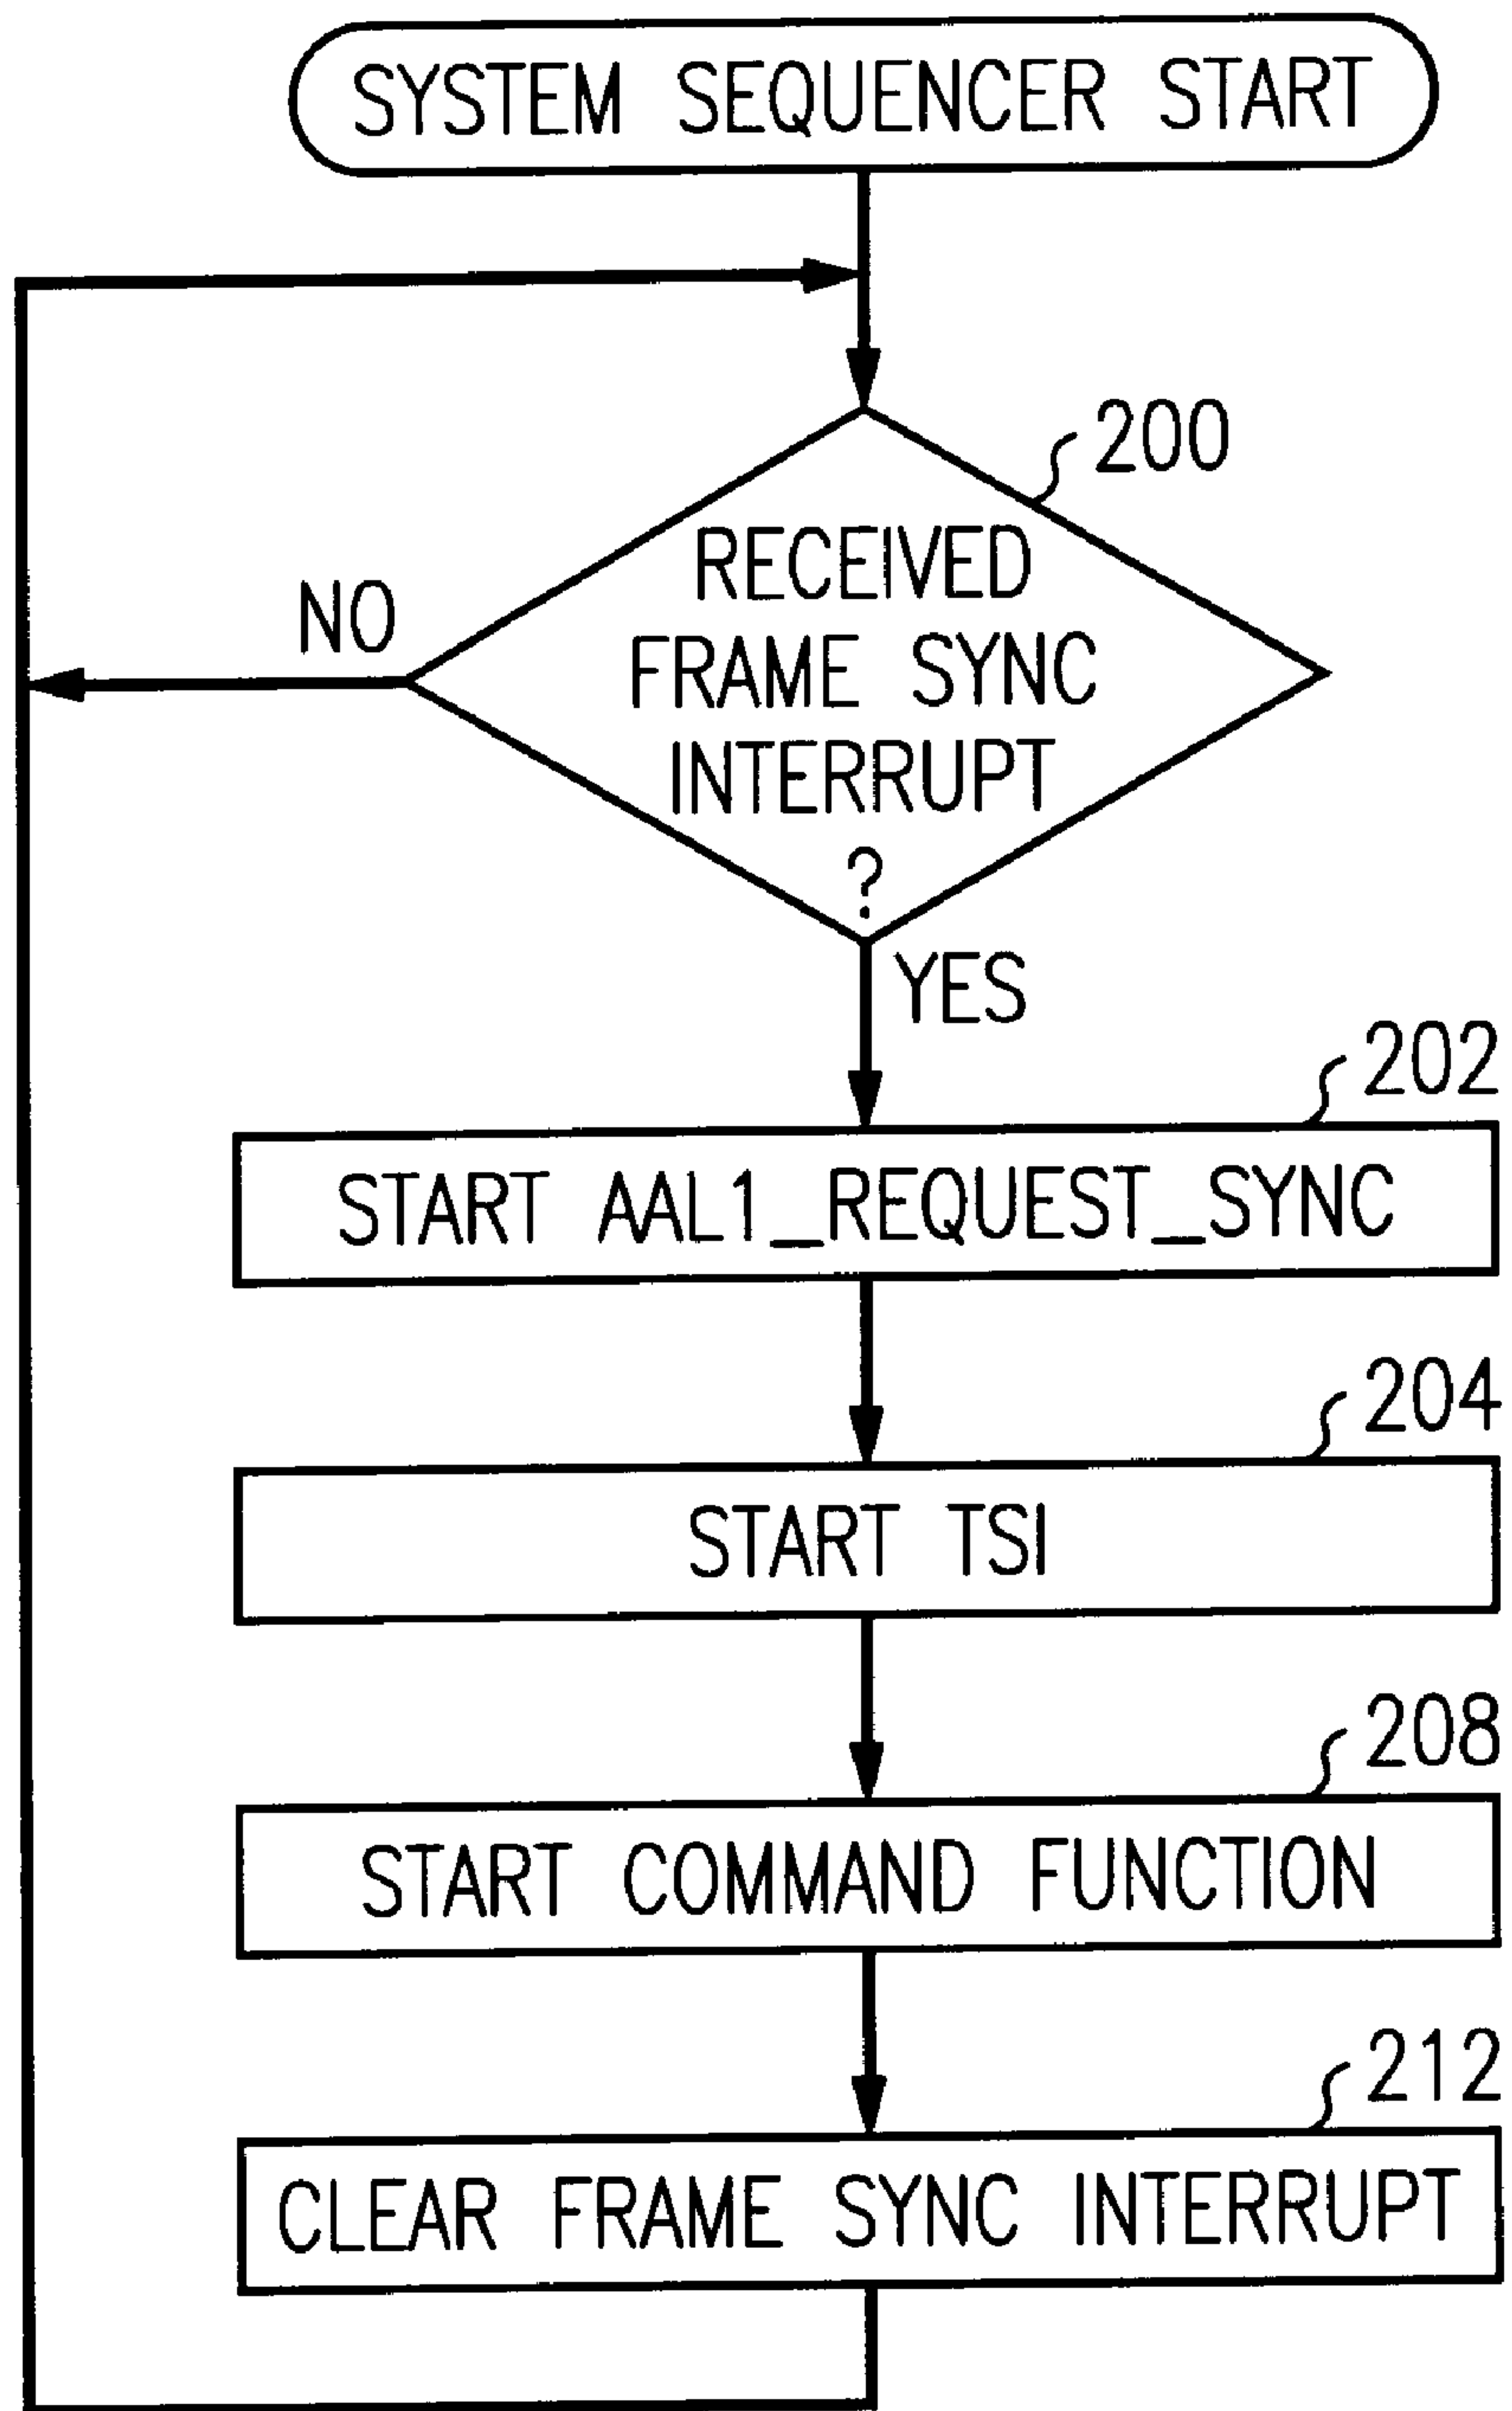 SYSTEM SEQUENCER START
200
RECEIVED
FRAME SYNC
INTERRUPT
?
NO
YES
202
START AAL1_REQUEST_SYNC
204
START TSI
208
START COMMAND FUNCTION
212
CLEAR FRAME SYNC INTERRUPT